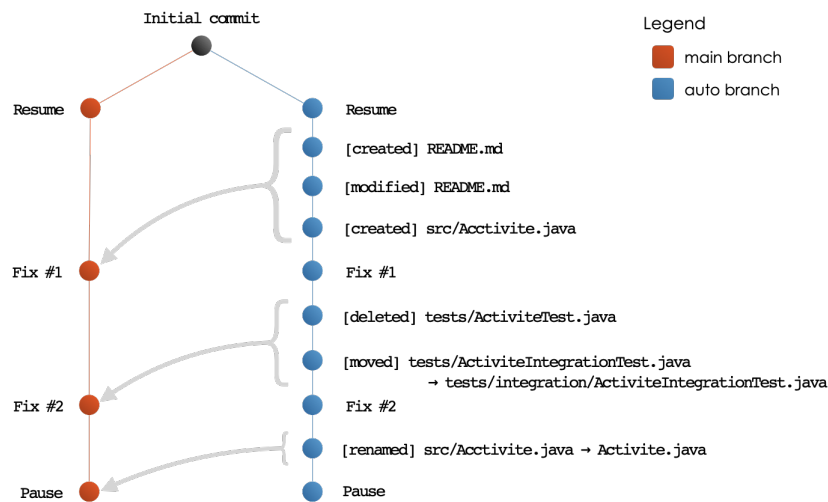 Initial commit
Legend
main branch
auto branch
Resume
Resume
[created] README.md
[modified] README.md
[created] src/Acctivite.java
Fix #1
Fix #1
[deleted] tests/ActiviteTest.java
[moved] tests/ActiviteIntegrationTest.java
→ tests/integration/ActiviteIntegrationTest.java
Fix #2
Fix #2
[renamed] src/Acctivite.java → Activite.java
Pause
Pause